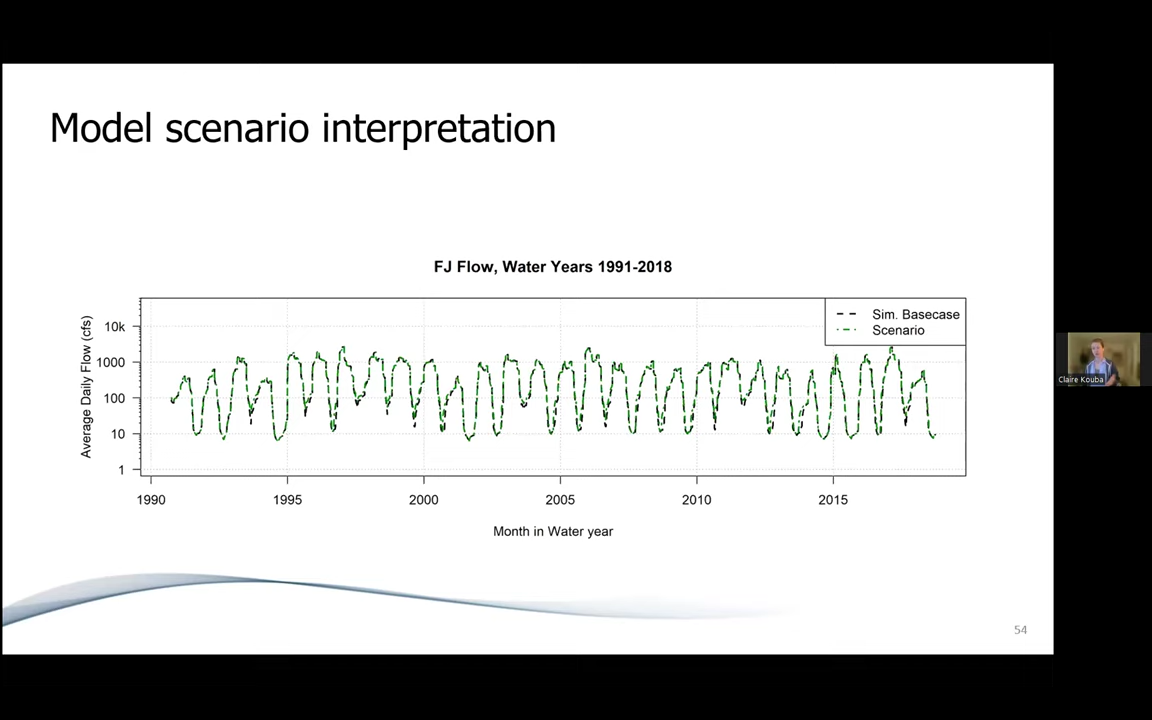 Model scenario interpretation
FJ Flow, Water Years 1991-2018
Average Daily Flow (cfs)
10k
1000
100
10
1
Sim. Basecase
Scenario
1990 1995 2000 2005 2010 2015
Month in Water year
54
Claire Kouba